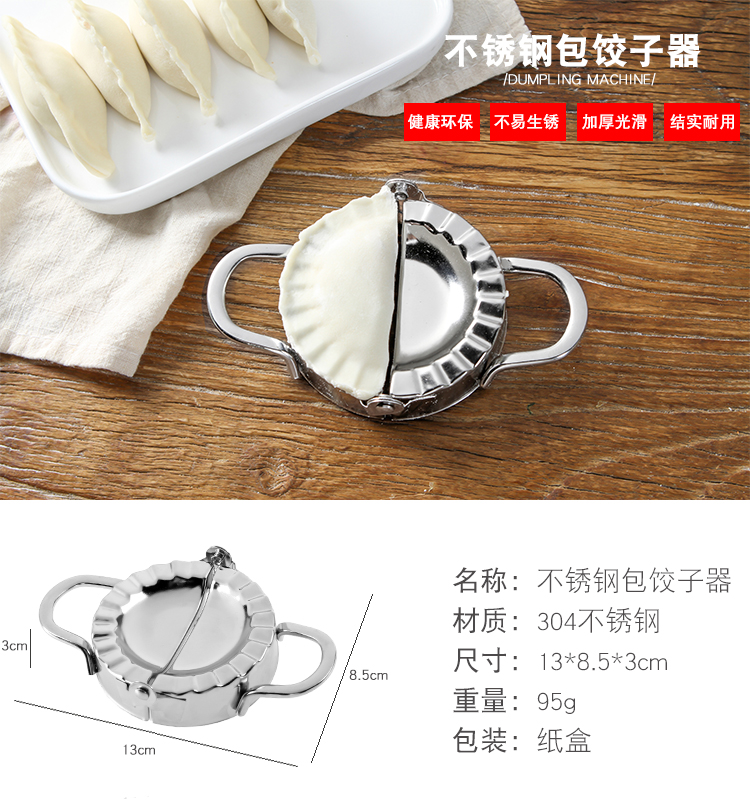 不锈钢包饺子器
/DUMPLING MACHINE/
健康环保 不易生锈 加厚光滑 结实耐用
名称：不锈钢包饺子器
材质：304不锈钢
尺寸：13*8.5*3cm
重量：95g
包装：纸盒
3cm
8.5cm
13cm